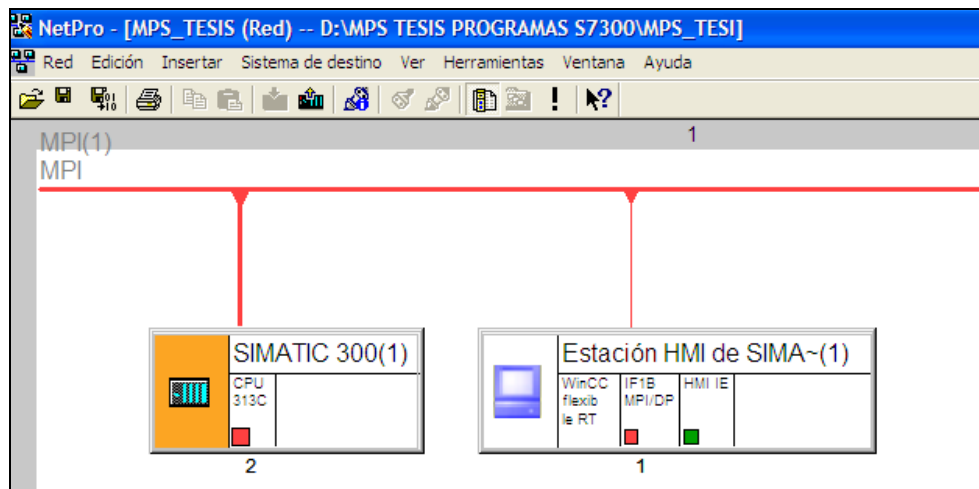 NetPro - [MPS_TESIS (Red) -- D:\MPS TESIS PROGRAMAS S7300\MPS_TESI]
Red Edición Insertar Sistema de destino Ver Herramientas Ventana Ayuda
1
MPI(1)
MPI
SIMATIC 300(1)
CPU
313C
2
Estación HMI de SIMA~(1)
WinCC
flexib
le RT
IF1B
MPI/DP
HMI IE
1